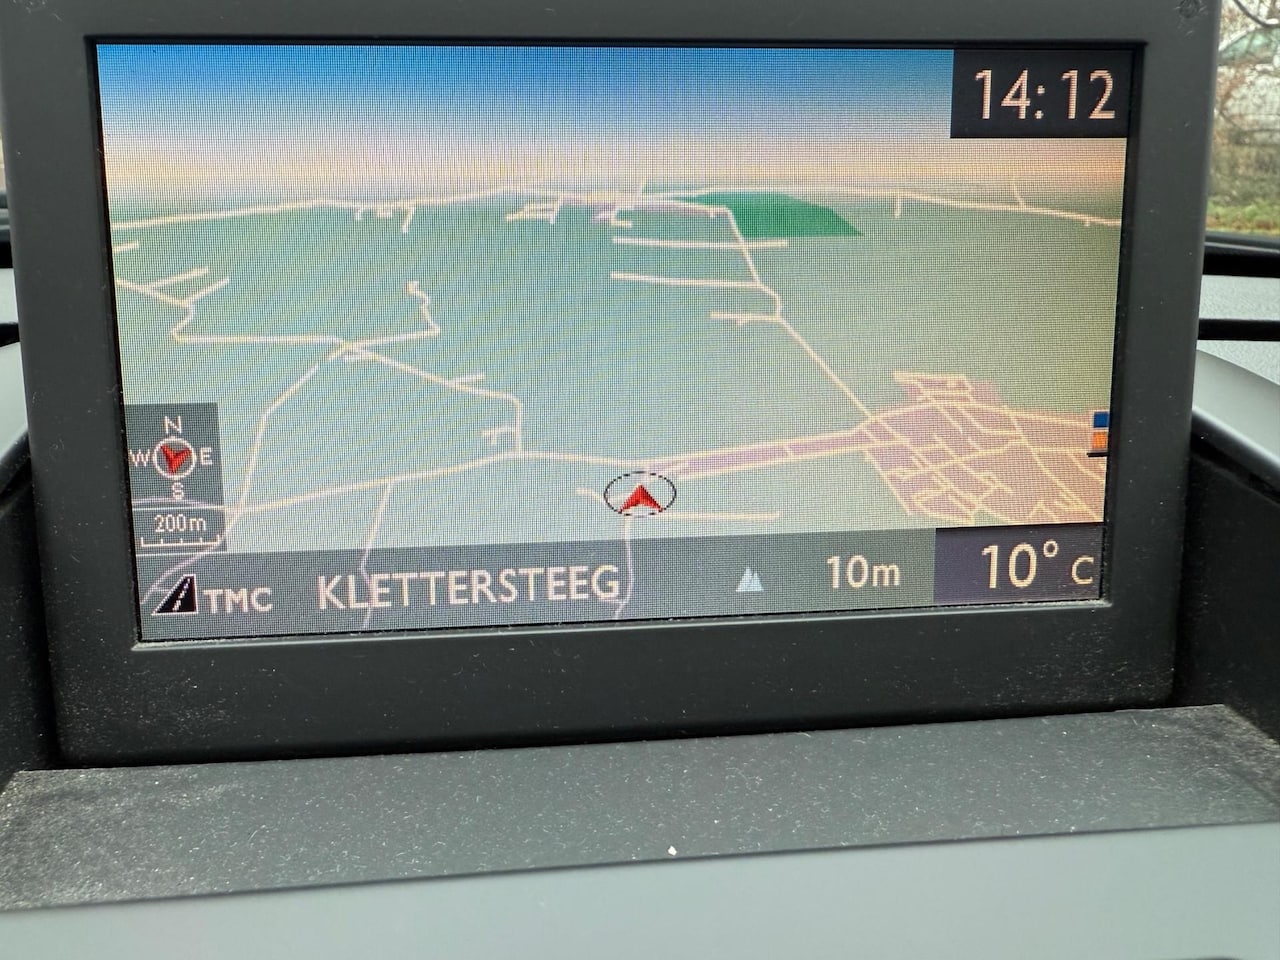 14:12
N
W E
S
200m
TMC KLETTERSTEEG 10m 10° C